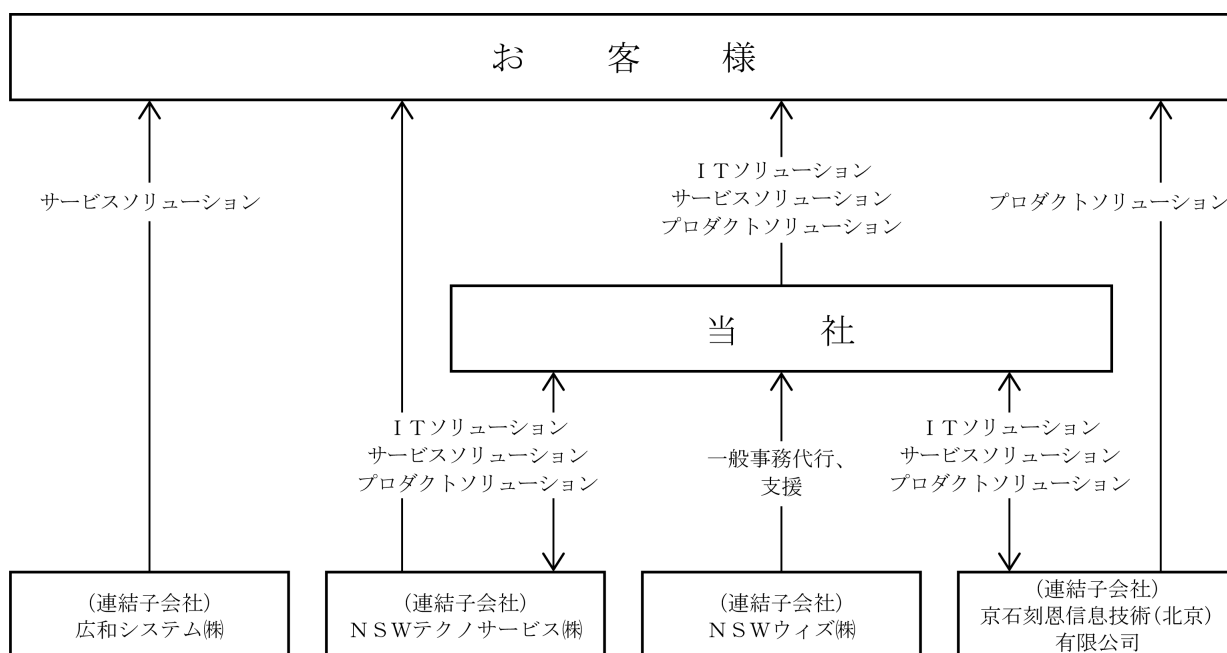 お客様
サービスソリューション
ＩＴソリューション
サービスソリューション
プロダクトソリューション
プロダクトソリューション
当社
ＩＴソリューション
サービスソリューション
プロダクトソリューション
一般事務代行、
支援
ＩＴソリューション
サービスソリューション
プロダクトソリューション
(連結子会社)
広和システム㈱
(連結子会社)
ＮＳＷテクノサービス㈱
(連結子会社)
ＮＳＷウィズ㈱
(連結子会社)
京石刻恩信息技術(北京)
有限公司